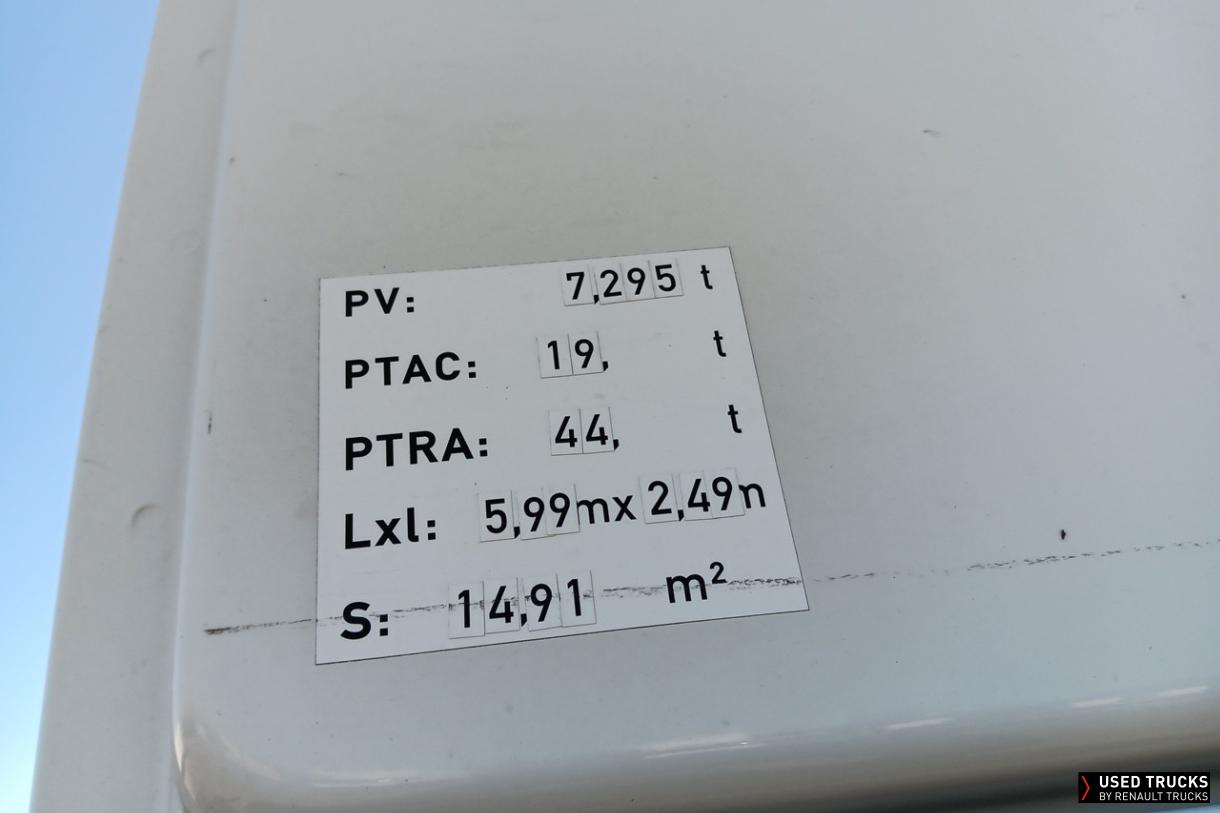 PV: 7,295 t
PTAC: 19, t
PTRA: 44, t
Lxl: 5,99mx 2,49n
S: 14,91 m²
USED TRUCKS
BY RENAULT TRUCKS